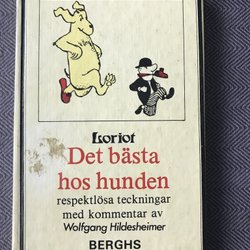 Loriot
Det bästa
hos hunden
respektlösa teckningar
med kommentar av
Wolfgang Hildesheimer
BERGHS